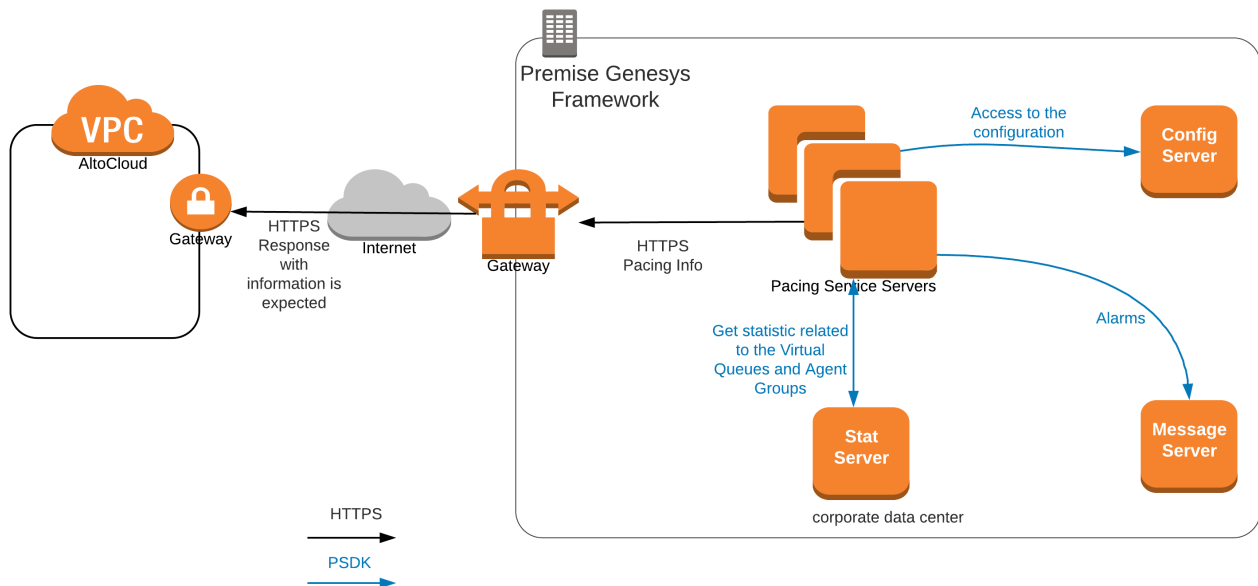 Premise Genesys
Framework
VPC
AltoCloud
Gateway
HTTPS
Response
with
information is
expected
Internet
Gateway
HTTPS
Pacing Info
Pacing Service Servers
Access to the
configuration
Config
Server
Alarms
Get statistic related
to the Virtual
Queues and Agent
Groups
Stat
Server
Message
Server
corporate data center
HTTPS
PSDK